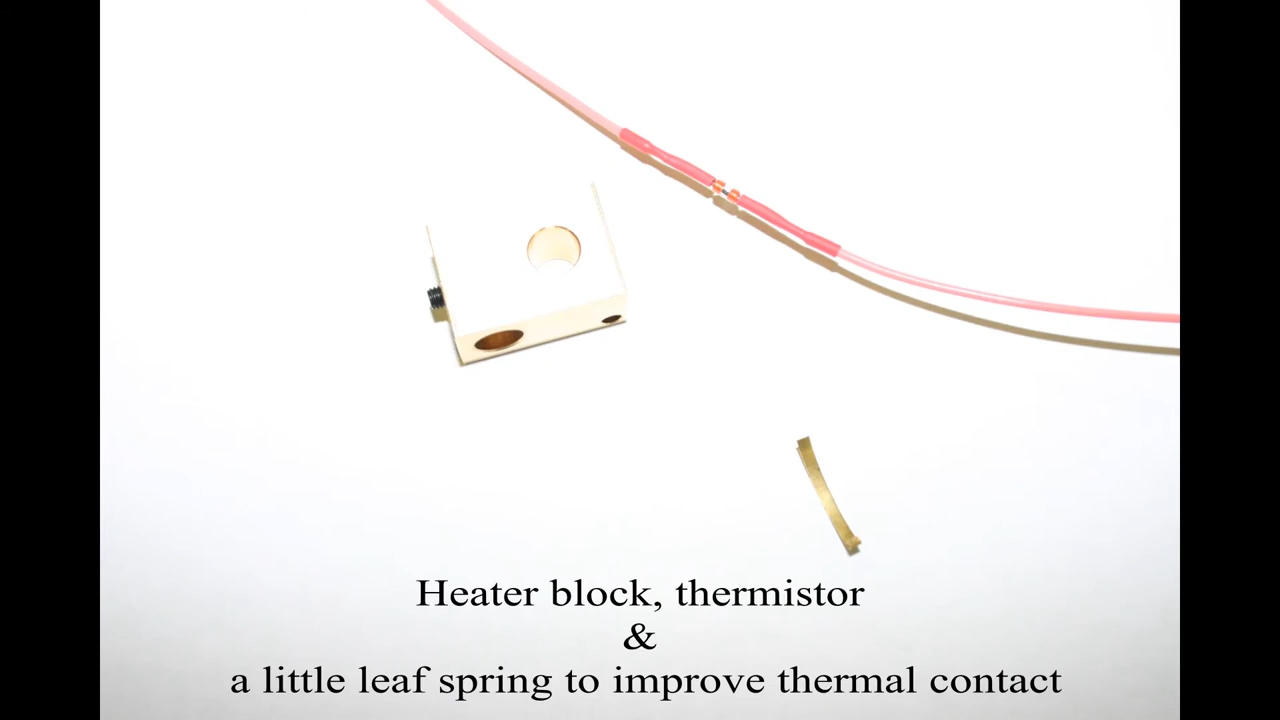 Heater block, thermistor
&
a little leaf spring to improve thermal contact